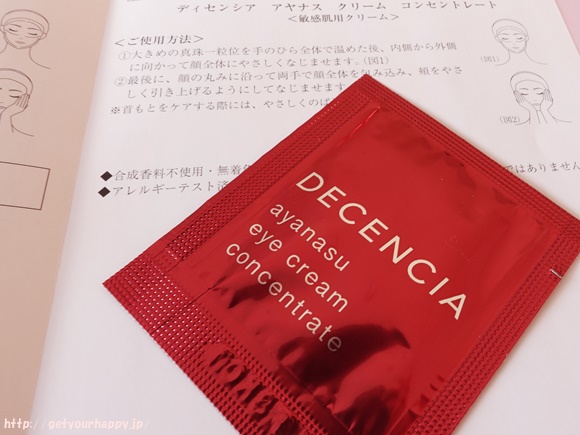 ディセンシア　アヤナス　クリーム　コンセントレート
＜敏感肌用クリーム＞
＜ご使用方法＞
①大きめの真珠一粒位を手のひら全体で温めた後、内側から外側
に向かって顔全体にやさしくなじませます。（図1）
②最後に、顔の丸みに沿って両手で顔全体を包み込み、頬をやさ
しく引き上げるようにしてなじませます
※首もとをケアする際には、やさしくのば
（図1）
（図2）
◆合成香料不使用・無着色
◆アレルギーテスト済
ではありません
DECENCIA
ayanasu
eye cream
concentrate
http://getyourhappy.jp/